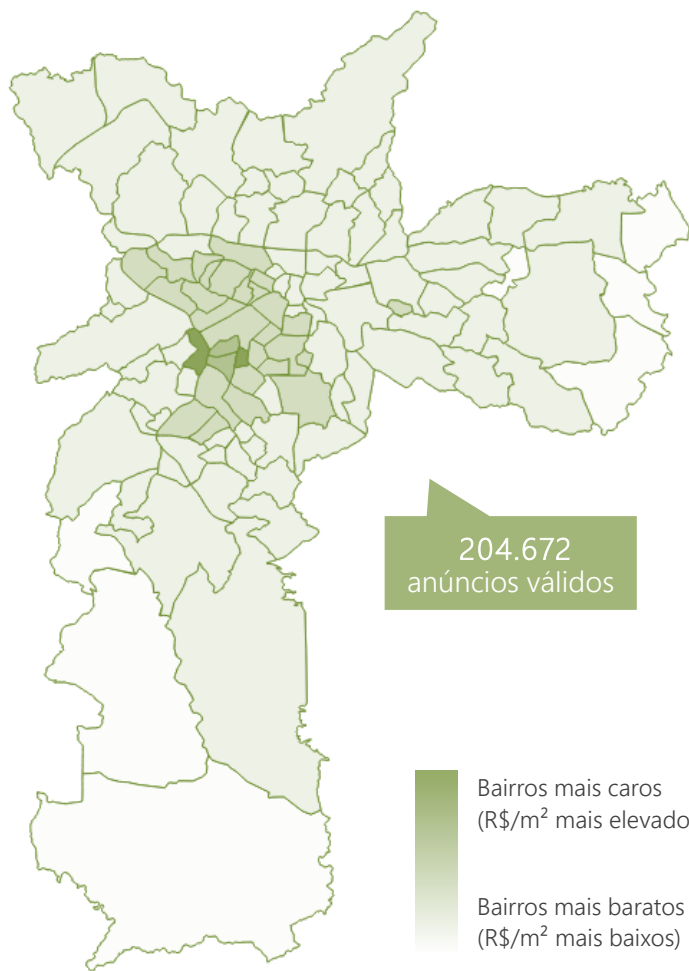 204.672
anúncios válidos
Bairros mais caros
(R$/m² mais elevado
Bairros mais baratos
(R$/m² mais baixos)